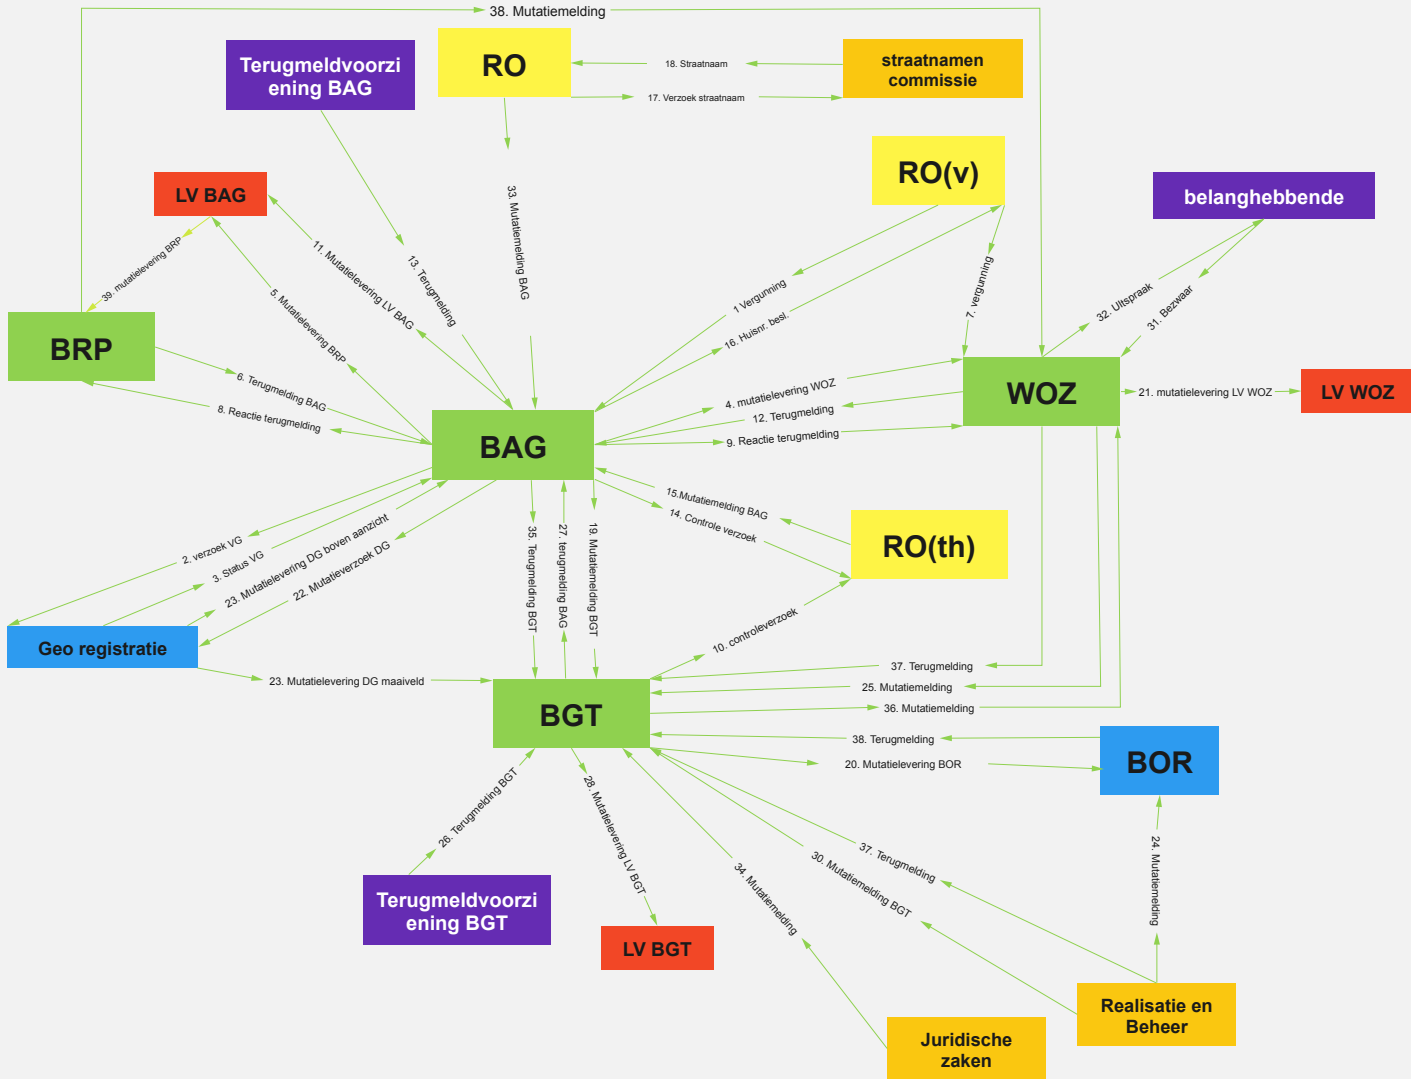 38. Mutatiemelding
RO
Terugmeldvoorzi
ening BAG
18. Straatnaam
straatnamen
commissie
17. Verzoek straatnaam
RO(v)
LV BAG
belanghebbende
33. Mutatiemelding BAG
39. mutatielevering BRP
11. Mutatielevering LV BAG
13. Terugmelding
5. Mutatielevering BRP
1 Vergunning
7. vergunning
16. Huisnr. besl.
32. UItspraak
31. Bezwaar
BRP
6. Terugmelding BAG
8. Reactie terugmelding
4. mutatielevering WOZ
12. Terugmelding
9. Reactie terugmelding
WOZ
21. mutatielevering LV WOZ
LV WOZ
BAG
15.Mutatiemelding BAG
14. Controle verzoek
RO(th)
2. verzoek VG
3. Status VG
23. Mutatielevering DG boven aanzicht
22. Mutatieverzoek DG
35. Terugmelding BGT
27. terugmelding BAG
19. Mutatiemelding BGT
10. controleverzoek
Geo registratie
23. Mutatielevering DG maaiveld
37. Terugmelding
25. Mutatiemelding
36. Mutatiemelding
BGT
38. Terugmelding
20. Mutatielevering BOR
BOR
26. Terugmelding BGT
28. Mutatielevering LV BGT
34. Mutatiemelding
30. Mutatiemelding BGT
37. Terugmelding
24. Mutatiemelding
Terugmeldvoorzi
ening BGT
LV BGT
Realisatie en
Beheer
Juridische
zaken